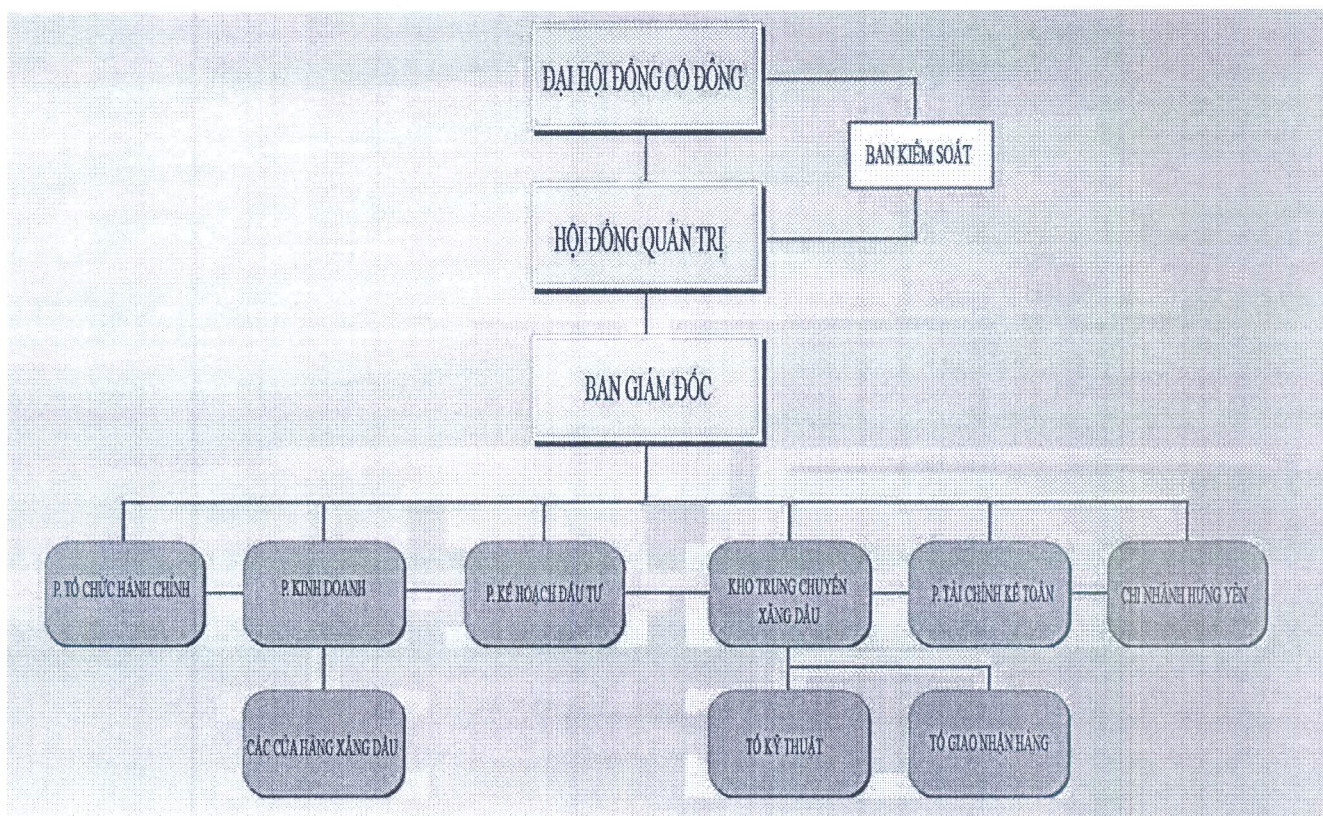 ĐẠI HỘI ĐỒNG CỔ ĐÔNG
BAN KIỂM SOÁT
HỘI ĐỒNG QUẢN TRỊ
BAN GIÁM ĐỐC
P. TỔ CHỨC HÀNH CHÍNH
P. KINH DOANH
P. KẾ HOẠCH ĐẦU TƯ
KHO TRUNG CHUYỂN
XĂNG DẦU
P. TÀI CHÍNH KẾ TOÁN
CHI NHÁNH HƯNG YÊN
CÁC CỬA HÀNG XĂNG DẦU
TỔ KỸ THUẬT
TỔ GIAO NHẬN HÀNG